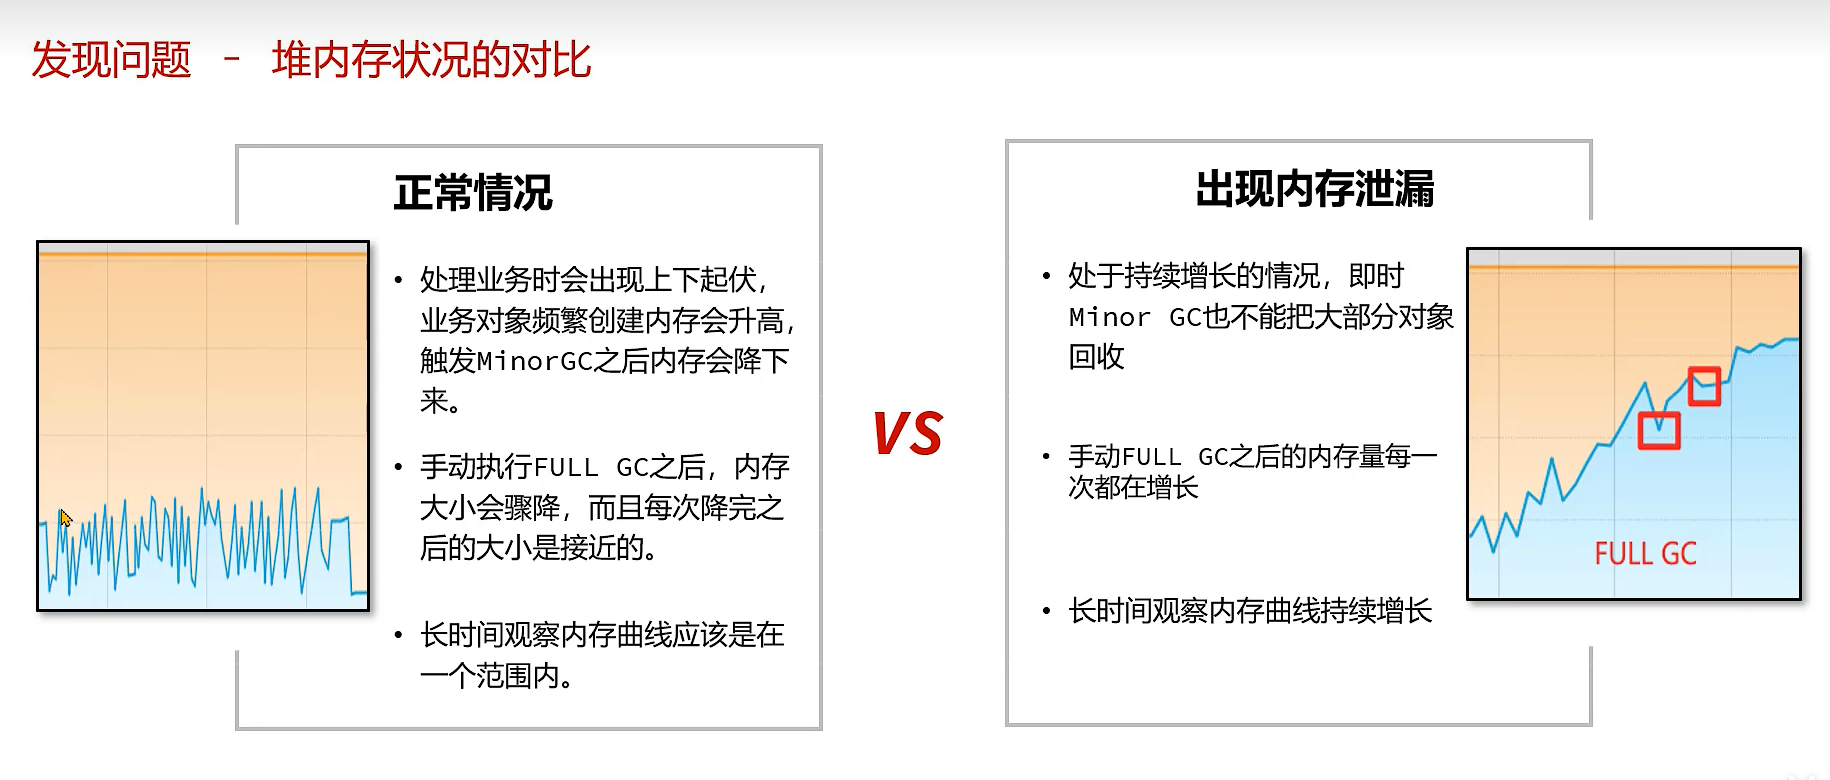 发现问题 - 堆内存状况的对比
正常情况
• 处理业务时会出现上下起伏，
业务对象频繁创建内存会升高，
触发MinorGC之后内存会降下
来。
• 手动执行FULL GC之后，内存
大小会骤降，而且每次降完之
后的大小是接近的。
• 长时间观察内存曲线应该是在
一个范围内。
VS
出现内存泄漏
• 处于持续增长的情况，即时
Minor GC也不能把大部分对象
回收
• 手动FULL GC之后的内存量每一
次都在增长
• 长时间观察内存曲线持续增长
FULL GC